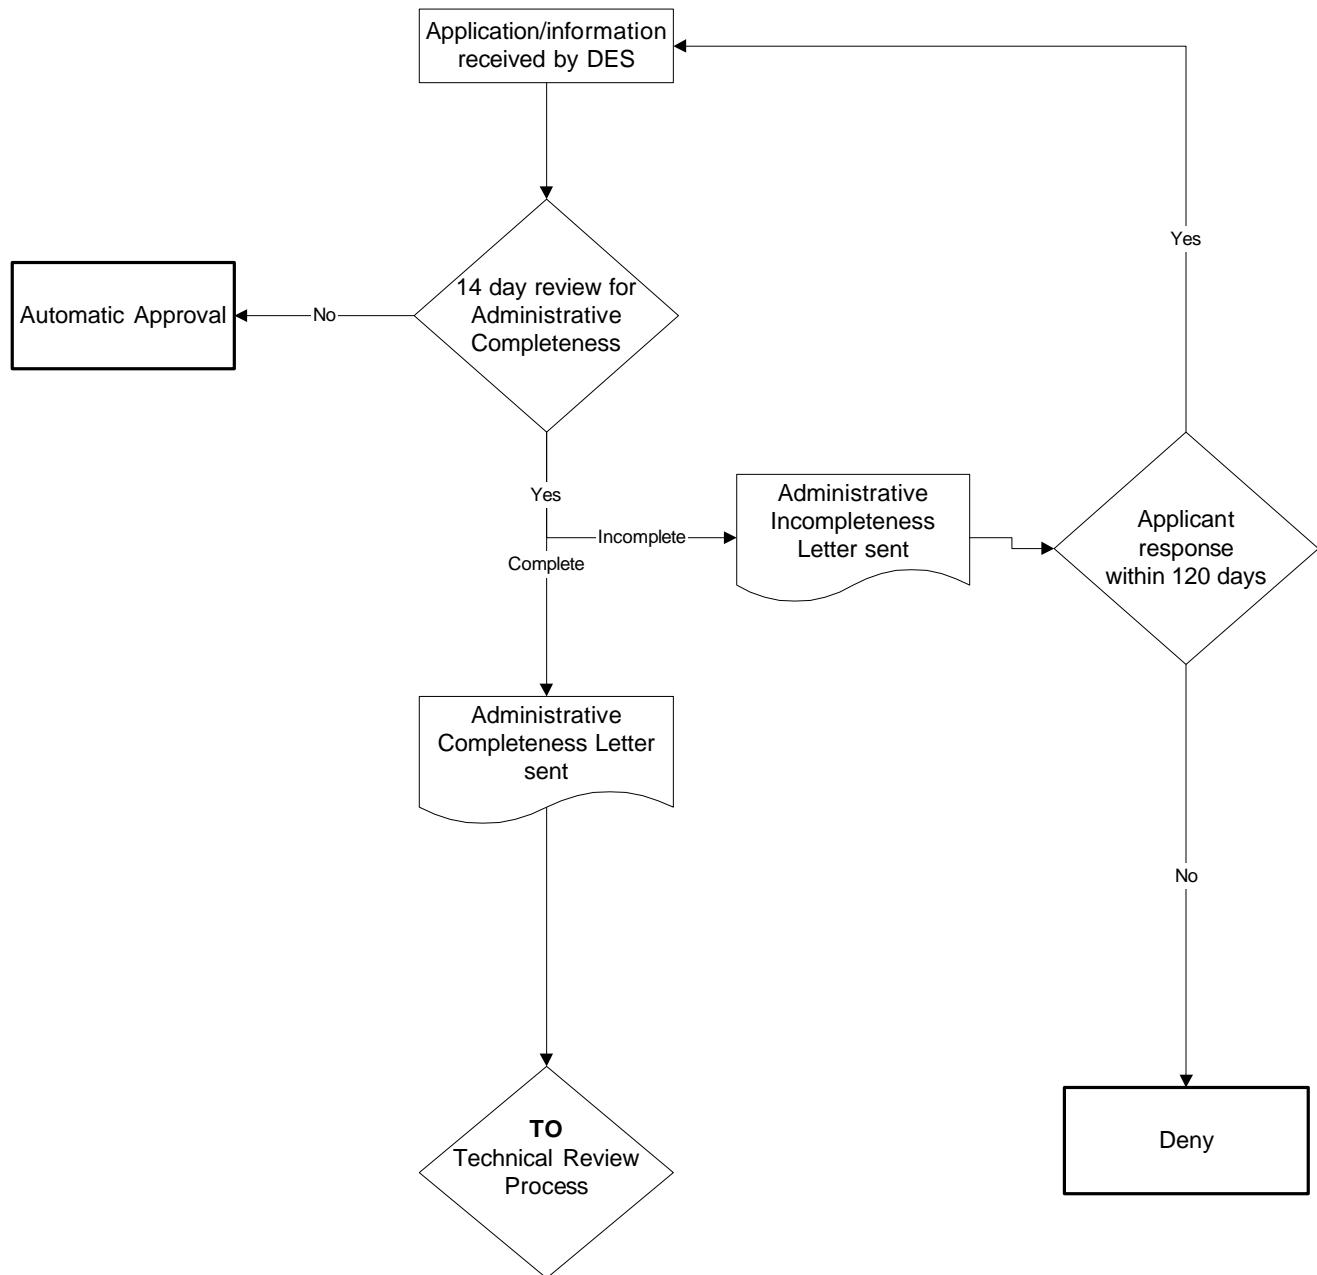 Application/information
received by DES
Yes
14 day review for
Administrative
Completeness
No
Automatic Approval
Yes
Incomplete
Complete
Administrative
Incompleteness
Letter sent
Applicant
response
within 120 days
Administrative
Completeness Letter
sent
No
TO
Technical Review
Process
Deny